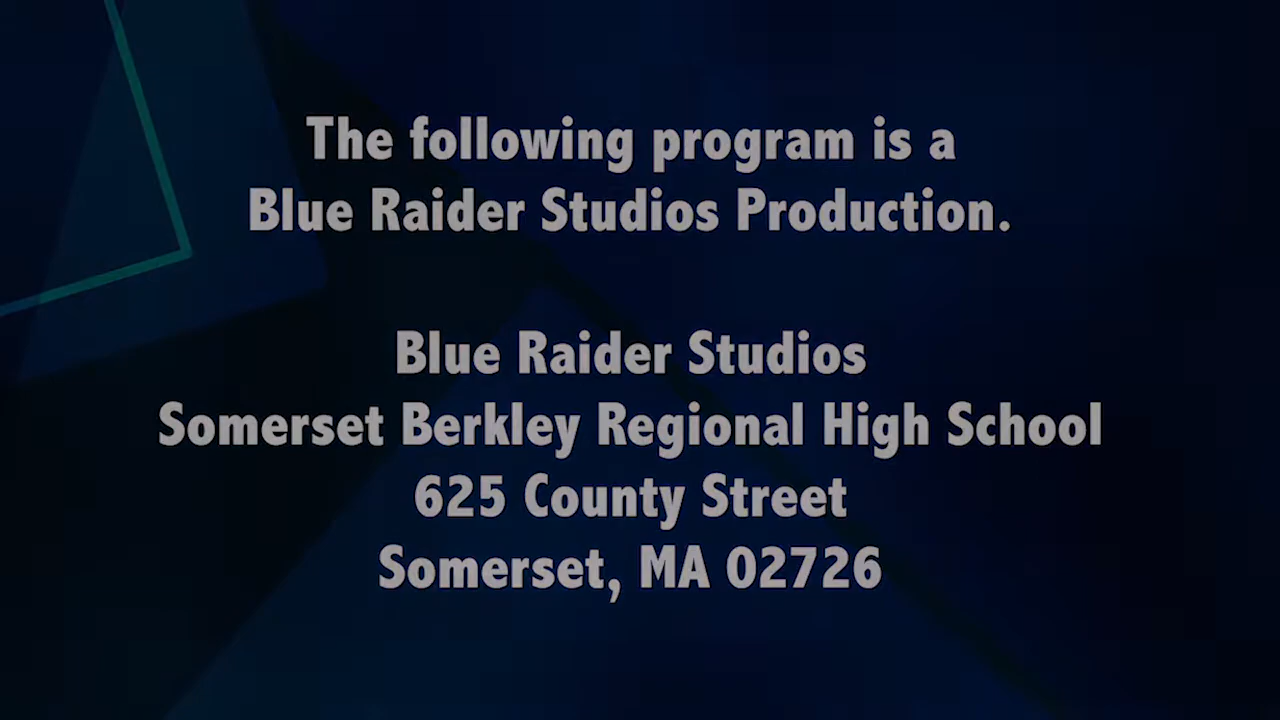 The following program is a
Blue Raider Studios Production.
Blue Raider Studios
Somerset Berkley Regional High School
625 County Street
Somerset, MA 02726